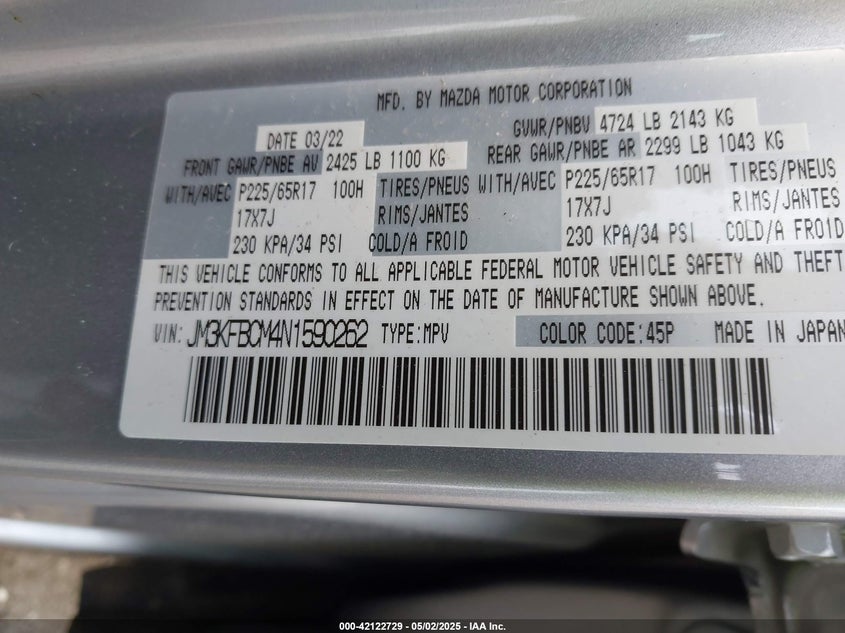 MFD. BY MAZDA MOTOR CORPORATION
DATE 03/22 GVWR/PNBV 4724 LB 2143 KG
FRONT GAWR/PNBE AV 2425 LB 1100 KG REAR GAWR/PNBE AR 2299 LB 1043 KG
WITH/AVEC P225/65R17 100H TIRES/PNEUS WITH/AVEC P225/65R17 100H TIRES/PNEUS
17X7J RIMS/JANTES 17X7J RIMS/JANTES
230 KPA/34 PSI COLD/A FROID 230 KPA/34 PSI COLD/A FROID
THIS VEHICLE CONFORMS TO ALL APPLICABLE FEDERAL MOTOR VEHICLE SAFETY AND THEFT
PREVENTION STANDARDS IN EFFECT ON THE DATE OF MANUFACTURE SHOWN ABOVE.
VIN: JM3KFBCM4N1590262 TYPE:MPV COLOR CODE:45P MADE IN JAPAN
000-42122729 - 05/02/2025 - IAA Inc.